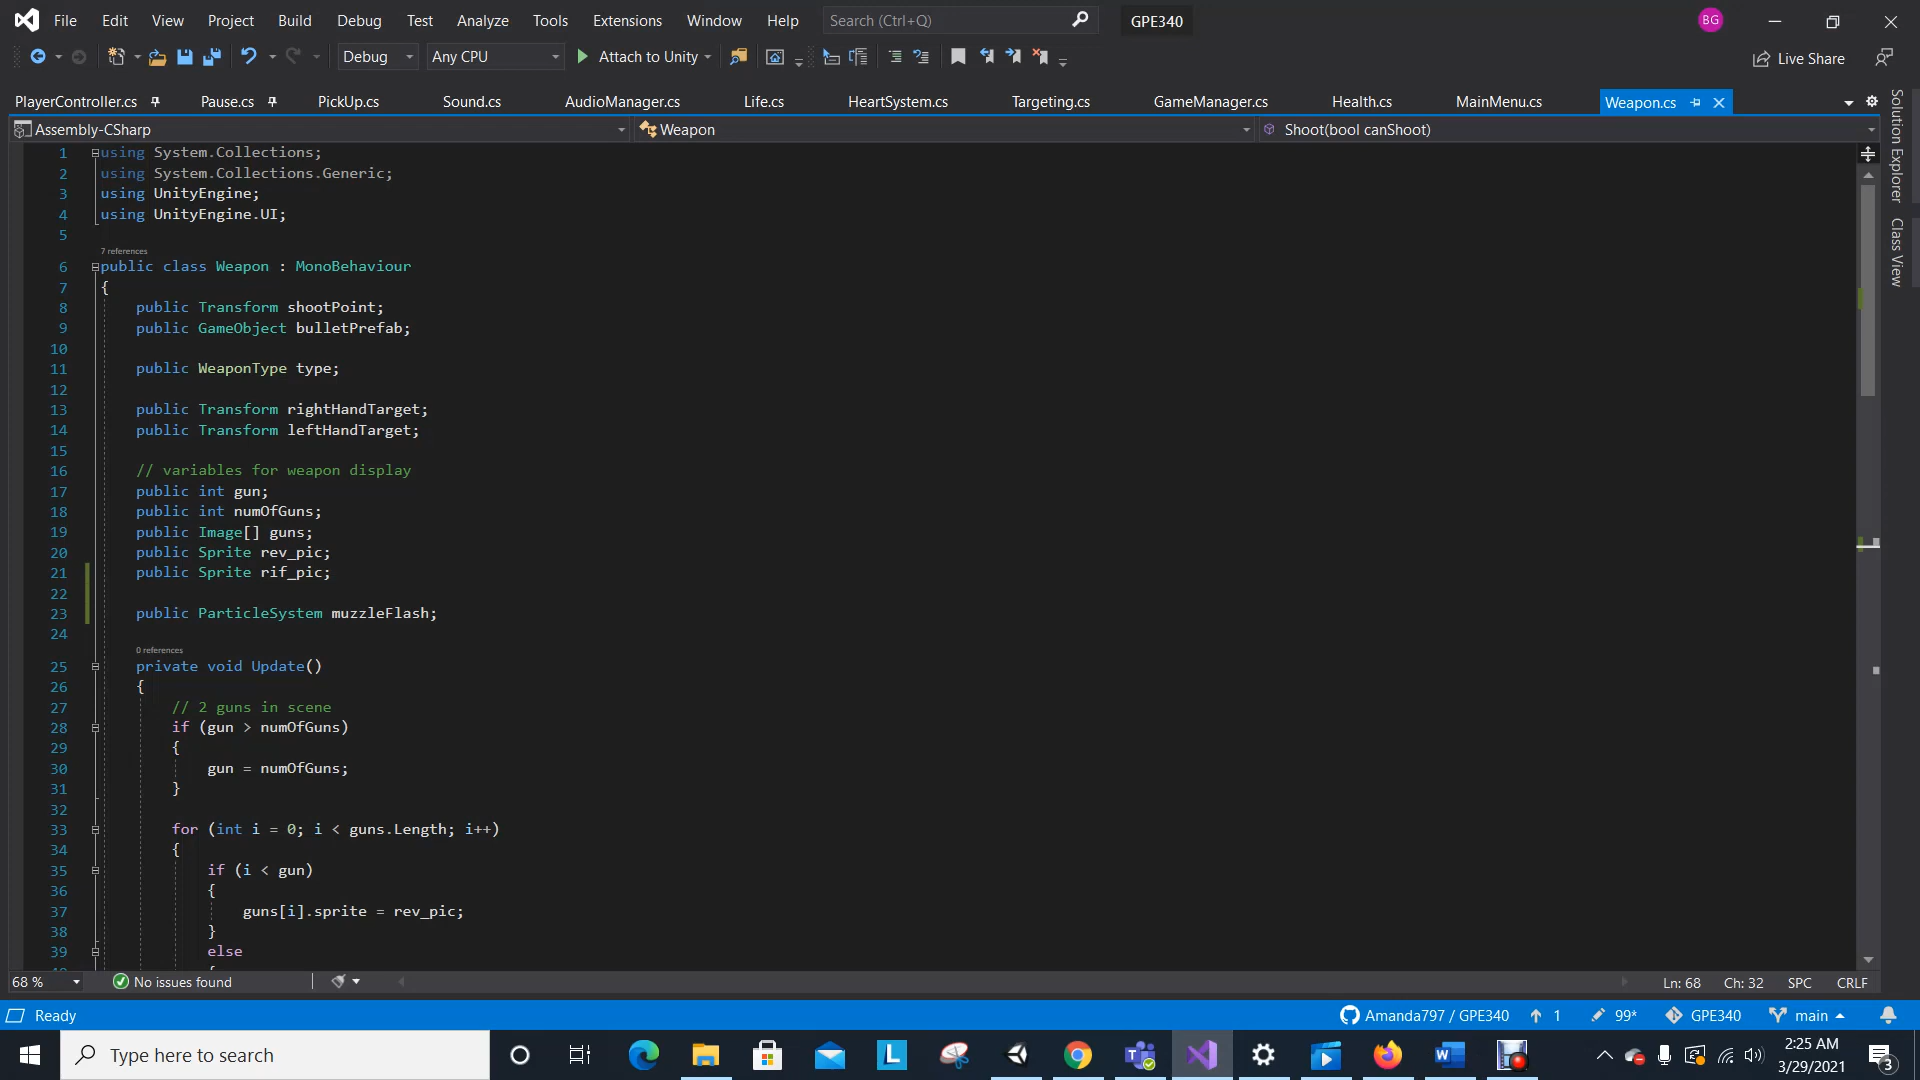 File Edit View Project Build Debug Test Analyze Tools Extensions Window Help Search (Ctrl+Q) GPE340 BG
Debug Any CPU Attach to Unity Live Share
PlayerController.cs Pause.cs PickUp.cs Sound.cs AudioManager.cs Life.cs HeartSystem.cs Targeting.cs GameManager.cs Health.cs MainMenu.cs Weapon.cs
Assembly-CSharp Weapon Shoot(bool canShoot)
Solution Explorer
Class View
1 using System.Collections;
2 using System.Collections.Generic;
3 using UnityEngine;
4 using UnityEngine.UI;
5
7 references
6 public class Weapon : MonoBehaviour
7 {
8 public Transform shootPoint;
9 public GameObject bulletPrefab;
10
11 public WeaponType type;
12
13 public Transform rightHandTarget;
14 public Transform leftHandTarget;
15
16 // variables for weapon display
17 public int gun;
18 public int numOfGuns;
19 public Image[] guns;
20 public Sprite rev_pic;
21 public Sprite rif_pic;
22
23 public ParticleSystem muzzleFlash;
24
0 references
25 private void Update()
26 {
27 // 2 guns in scene
28 if (gun > numOfGuns)
29 {
30 gun = numOfGuns;
31 }
32
33 for (int i = 0; i < guns.Length; i++)
34 {
35 if (i < gun)
36 {
37 guns[i].sprite = rev_pic;
38 }
39 else
68 % No issues found Ln: 68 Ch: 32 SPC CRLF
Ready Amanda797 / GPE340 1 99* GPE340 main
Type here to search 2:25 AM
3/29/2021 3